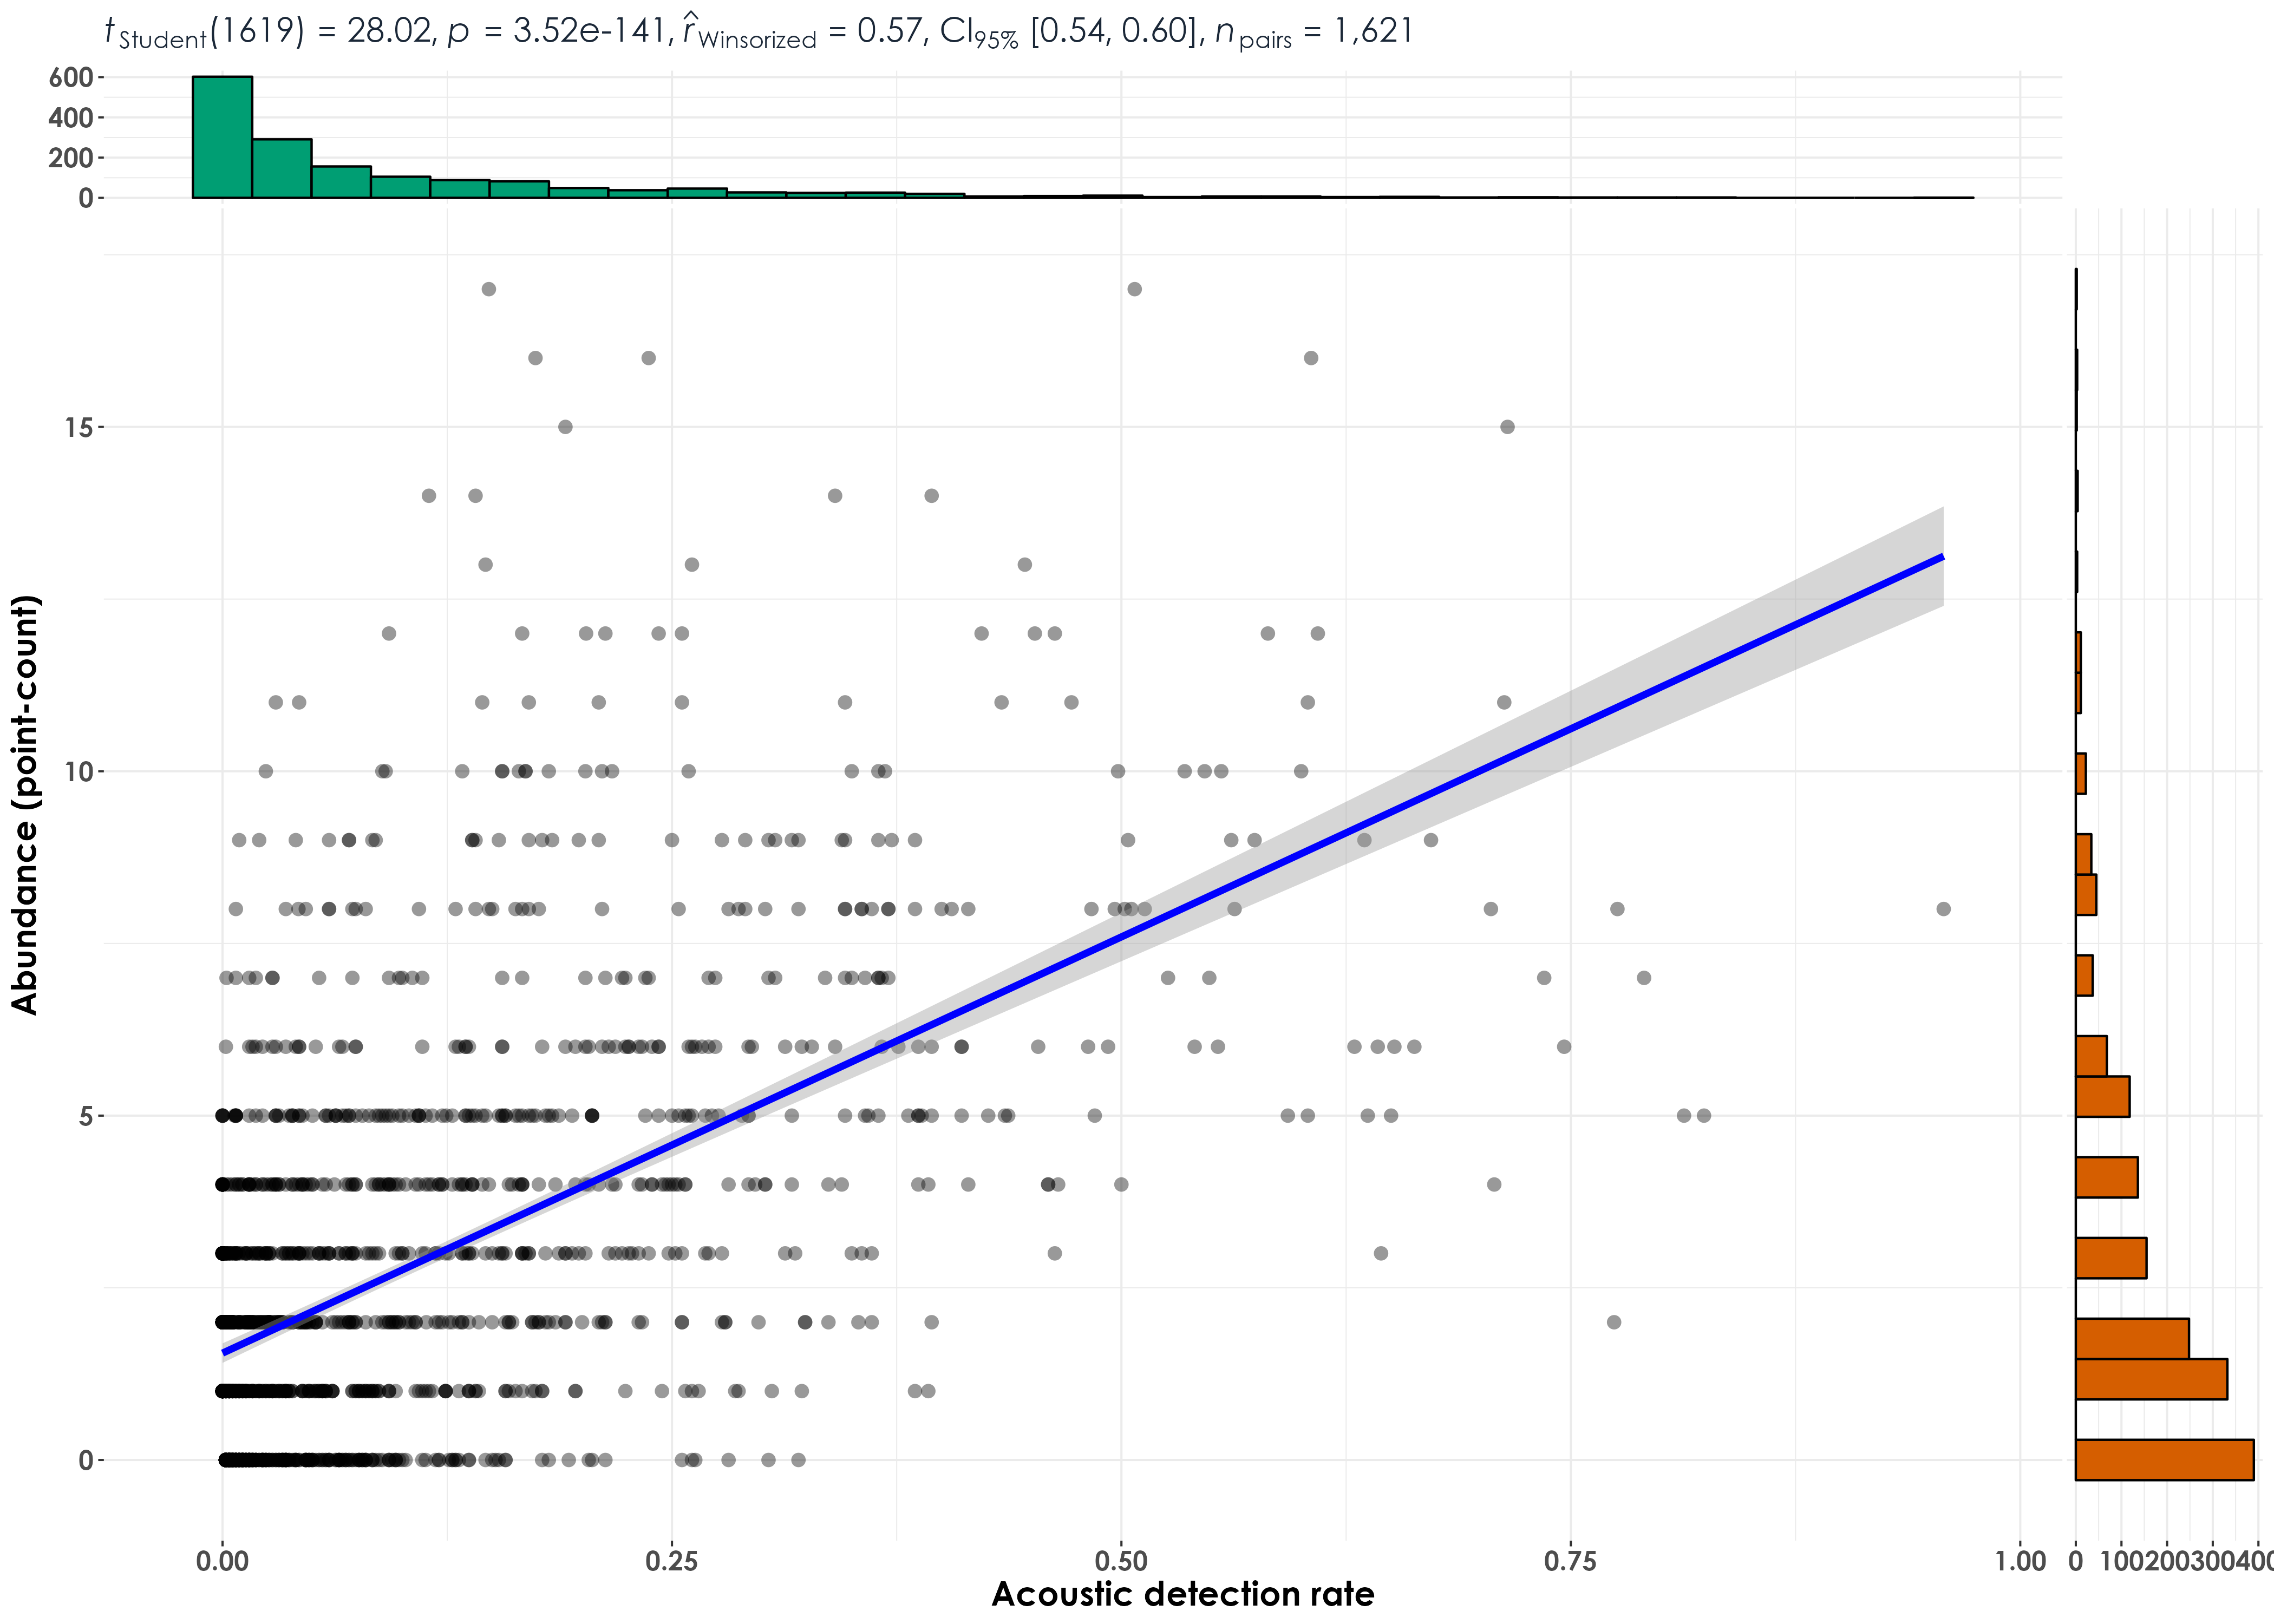 t Student(1619) = 28.02, p = 3.52e-141, r̂ Winsorized = 0.57, CI95% [0.54, 0.60], n pairs = 1,621
600
400
200
0
Abundance (point-count)
15
10
5
0
0.00 0.25 0.50 0.75 1.00
Acoustic detection rate
0 100 200 300 400